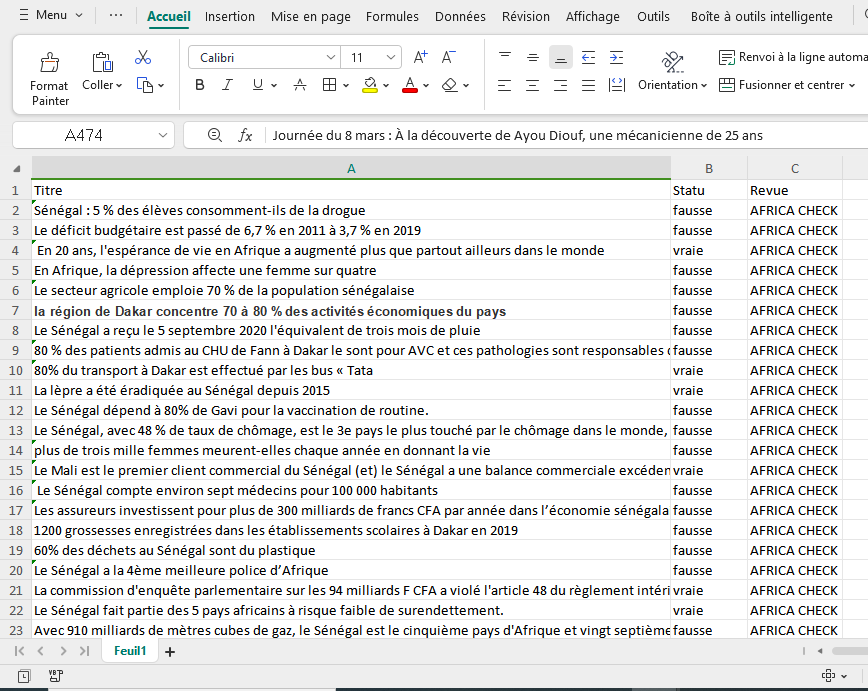 Menu ··· Accueil Insertion Mise en page Formules Données Révision Affichage Outils Boîte à outils intelligente
Calibri 11 A+ A- Renvoi à la ligne automa
Format Painter Coller B I U A A Orientation Fusionner et centrer
A474 fx Journée du 8 mars : À la découverte de Ayou Diouf, une mécanicienne de 25 ans
A B C
1 Titre Statu Revue
2 Sénégal : 5 % des élèves consomment-ils de la drogue fausse AFRICA CHECK
3 Le déficit budgétaire est passé de 6,7 % en 2011 à 3,7 % en 2019 fausse AFRICA CHECK
4 En 20 ans, l'espérance de vie en Afrique a augmenté plus que partout ailleurs dans le monde vraie AFRICA CHECK
5 En Afrique, la dépression affecte une femme sur quatre fausse AFRICA CHECK
6 Le secteur agricole emploie 70 % de la population sénégalaise fausse AFRICA CHECK
7 la région de Dakar concentre 70 à 80 % des activités économiques du pays fausse AFRICA CHECK
8 Le Sénégal a reçu le 5 septembre 2020 l'équivalent de trois mois de pluie fausse AFRICA CHECK
9 80 % des patients admis au CHU de Fann à Dakar le sont pour AVC et ces pathologies sont responsables fausse AFRICA CHECK
10 80% du transport à Dakar est effectué par les bus « Tata vraie AFRICA CHECK
11 La lèpre a été éradiquée au Sénégal depuis 2015 vraie AFRICA CHECK
12 Le Sénégal dépend à 80% de Gavi pour la vaccination de routine. fausse AFRICA CHECK
13 Le Sénégal, avec 48 % de taux de chômage, est le 3e pays le plus touché par le chômage dans le monde, fausse AFRICA CHECK
14 plus de trois mille femmes meurent-elles chaque année en donnant la vie fausse AFRICA CHECK
15 Le Mali est le premier client commercial du Sénégal (et) le Sénégal a une balance commerciale excéden vraie AFRICA CHECK
16 Le Sénégal compte environ sept médecins pour 100 000 habitants fausse AFRICA CHECK
17 Les assureurs investissent pour plus de 300 milliards de francs CFA par année dans l’économie sénégala fausse AFRICA CHECK
18 1200 grossesses enregistrées dans les établissements scolaires à Dakar en 2019 fausse AFRICA CHECK
19 60% des déchets au Sénégal sont du plastique fausse AFRICA CHECK
20 Le Sénégal a la 4ème meilleure police d’Afrique fausse AFRICA CHECK
21 La commission d'enquête parlementaire sur les 94 milliards F CFA a violé l'article 48 du règlement intéri vraie AFRICA CHECK
22 Le Sénégal fait partie des 5 pays africains à risque faible de surendettement. vraie AFRICA CHECK
23 Avec 910 milliards de mètres cubes de gaz, le Sénégal est le cinquième pays d'Afrique et vingt septième fausse AFRICA CHECK
Feuil1 +